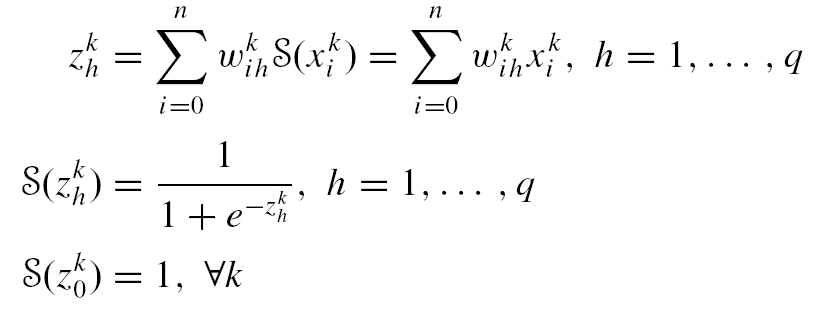 $z_h^k = \sum_{i=0}^{n} w_{ih}^k \mathcal{S}(x_i^k) = \sum_{i=0}^{n} w_{ih}^k x_i^k, \ h = 1, \ldots, q$
$\mathcal{S}(z_h^k) = \frac{1}{1 + e^{-z_h^k}}, \ h = 1, \ldots, q$
$\mathcal{S}(z_0^k) = 1, \ \forall k$